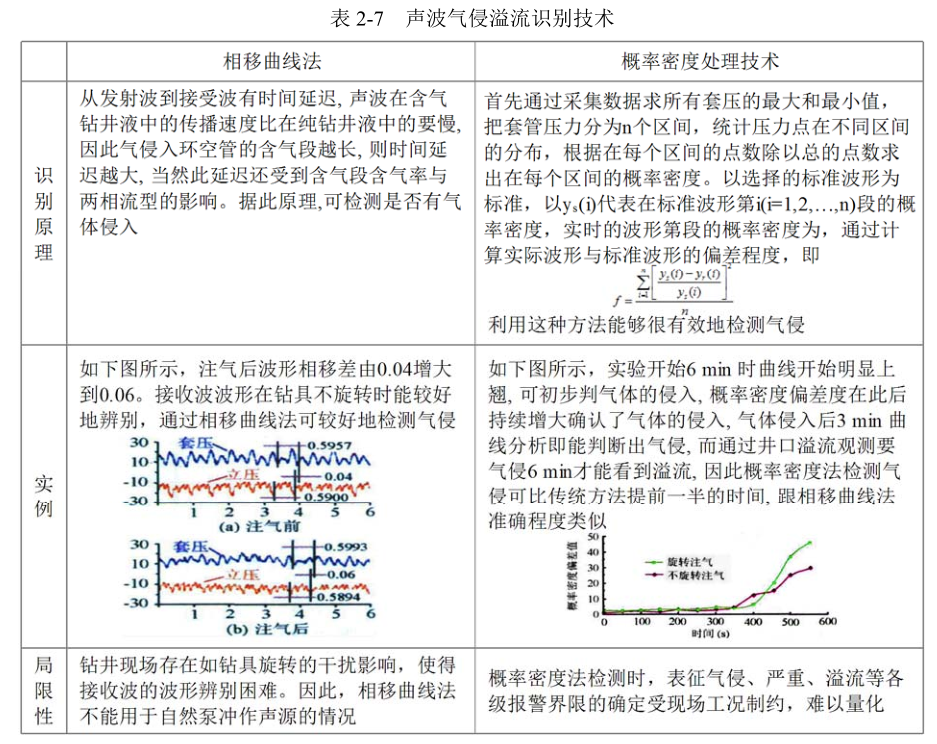 表 2-7 声波气侵溢流识别技术
相移曲线法
概率密度处理技术
识别原理
从发射波到接受波有时间延迟, 声波在含气
钻井液中的传播速度比在纯钻井液中的要慢,
因此气侵入环空管的含气段越长, 则时间延
迟越大, 当然此延迟还受到含气段含气率与
两相流型的影响。据此原理,可检测是否有气
体侵入
首先通过采集数据求所有套压的最大和最小值，
把套管压力分为n个区间，统计压力点在不同区间
的分布，根据在每个区间的点数除以总的点数求
出在每个区间的概率密度。以选择的标准波形为
标准，以yₛ(i)代表在标准波形第i(i=1,2,…,n)段的概
率密度，实时的波形第段的概率密度为，通过计
算实际波形与标准波形的偏差程度，即
f = \frac{\sum_{i=1}^{n}\left[\frac{y_s(i)-y_r(i)}{y_s(i)}\right]^2}{n}
利用这种方法能够很有效地检测气侵
实例
如下图所示，注气后波形相移差由0.04增大
到0.06。接收波波形在钻具不旋转时能较好
地辨别，通过相移曲线法可较好地检测气侵
30
10
-10
-30
套压
立压
0.5957
0.04
0.5900
1 2 3 4 5 6
(a) 注气前
30
10
-10
-30
套压
立压
0.5993
0.06
0.5894
1 2 3 4 5 6
(b) 注气后
如下图所示，实验开始6 min 时曲线开始明显上
翘, 可初步判气体的侵入, 概率密度偏差度在此后
持续增大确认了气体的侵入, 气体侵入后3 min 曲
线分析即能判断出气侵, 而通过井口溢流观测要
气侵6 min才能看到溢流, 因此概率密度法检测气
侵可比传统方法提前一半的时间, 跟相移曲线法
准确程度类似
概率密度偏差值
50
40
30
20
10
0
旋转注气
不旋转注气
0 100 200 300 400 500 600
时间 (s)
局限性
钻井现场存在如钻具旋转的干扰影响，使得
接收波的波形辨别困难。因此，相移曲线法
不能用于自然泵冲作声源的情况
概率密度法检测时，表征气侵、严重、溢流等各
级报警界限的确定受现场工况制约，难以量化